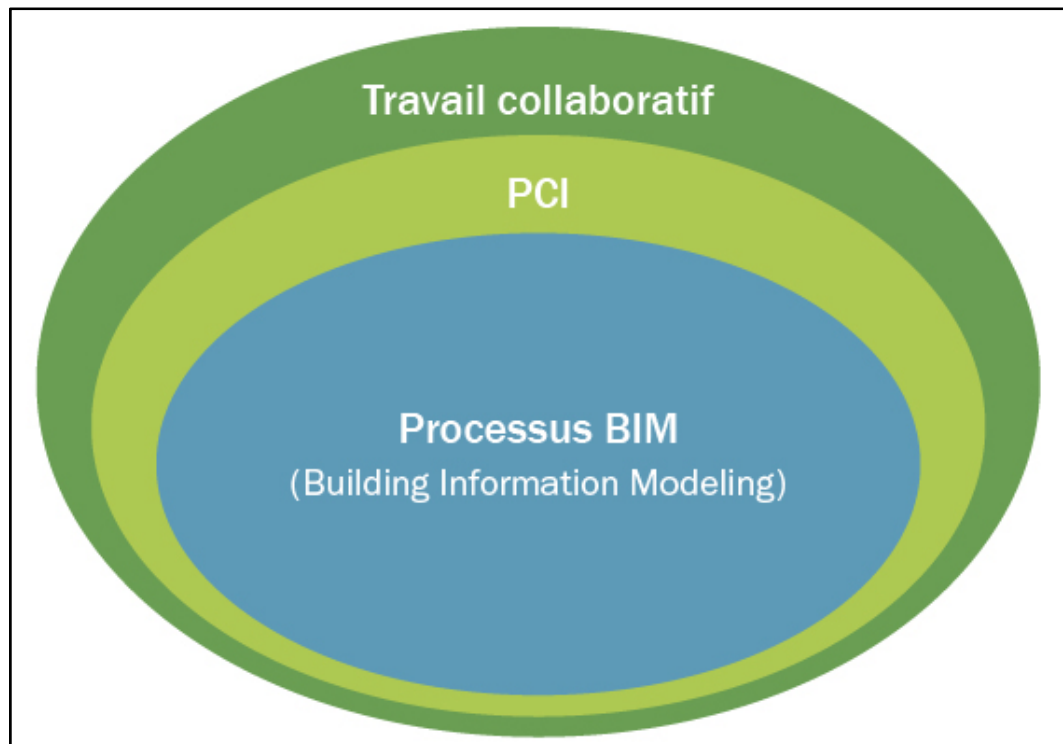 Travail collaboratif
PCI
Processus BIM
(Building Information Modeling)